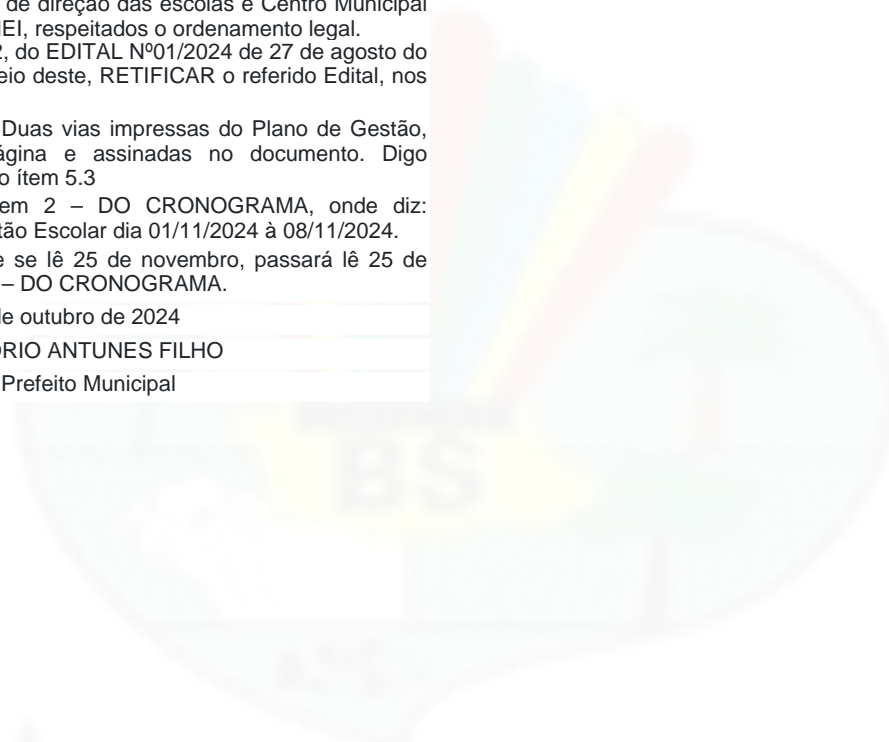 de direção das escolas e Centro Municipal
EI, respeitados o ordenamento legal.
2, do EDITAL Nº01/2024 de 27 de agosto do
eio deste, RETIFICAR o referido Edital, nos
Duas vias impressas do Plano de Gestão,
ágina e assinadas no documento. Digo
o ítem 5.3
em 2 – DO CRONOGRAMA, onde diz:
tão Escolar dia 01/11/2024 à 08/11/2024.
e se lê 25 de novembro, passará lê 25 de
– DO CRONOGRAMA.
de outubro de 2024
ÓRIO ANTUNES FILHO
Prefeito Municipal
BS